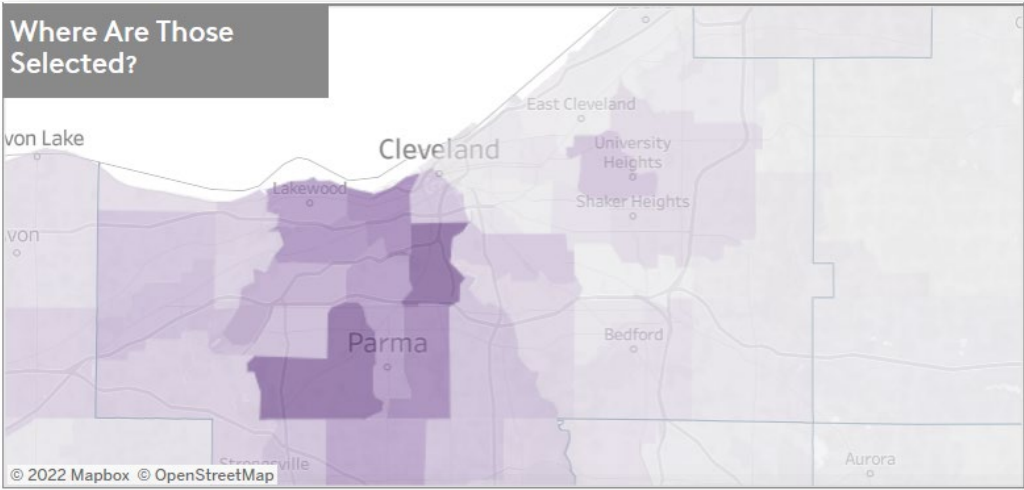 Where Are Those
Selected?
von Lake
Cleveland
East Cleveland
University
Heights
Lakewood
Shaker Heights
von
Parma
Bedford
Strongsville
Aurora
© 2022 Mapbox © OpenStreetMap